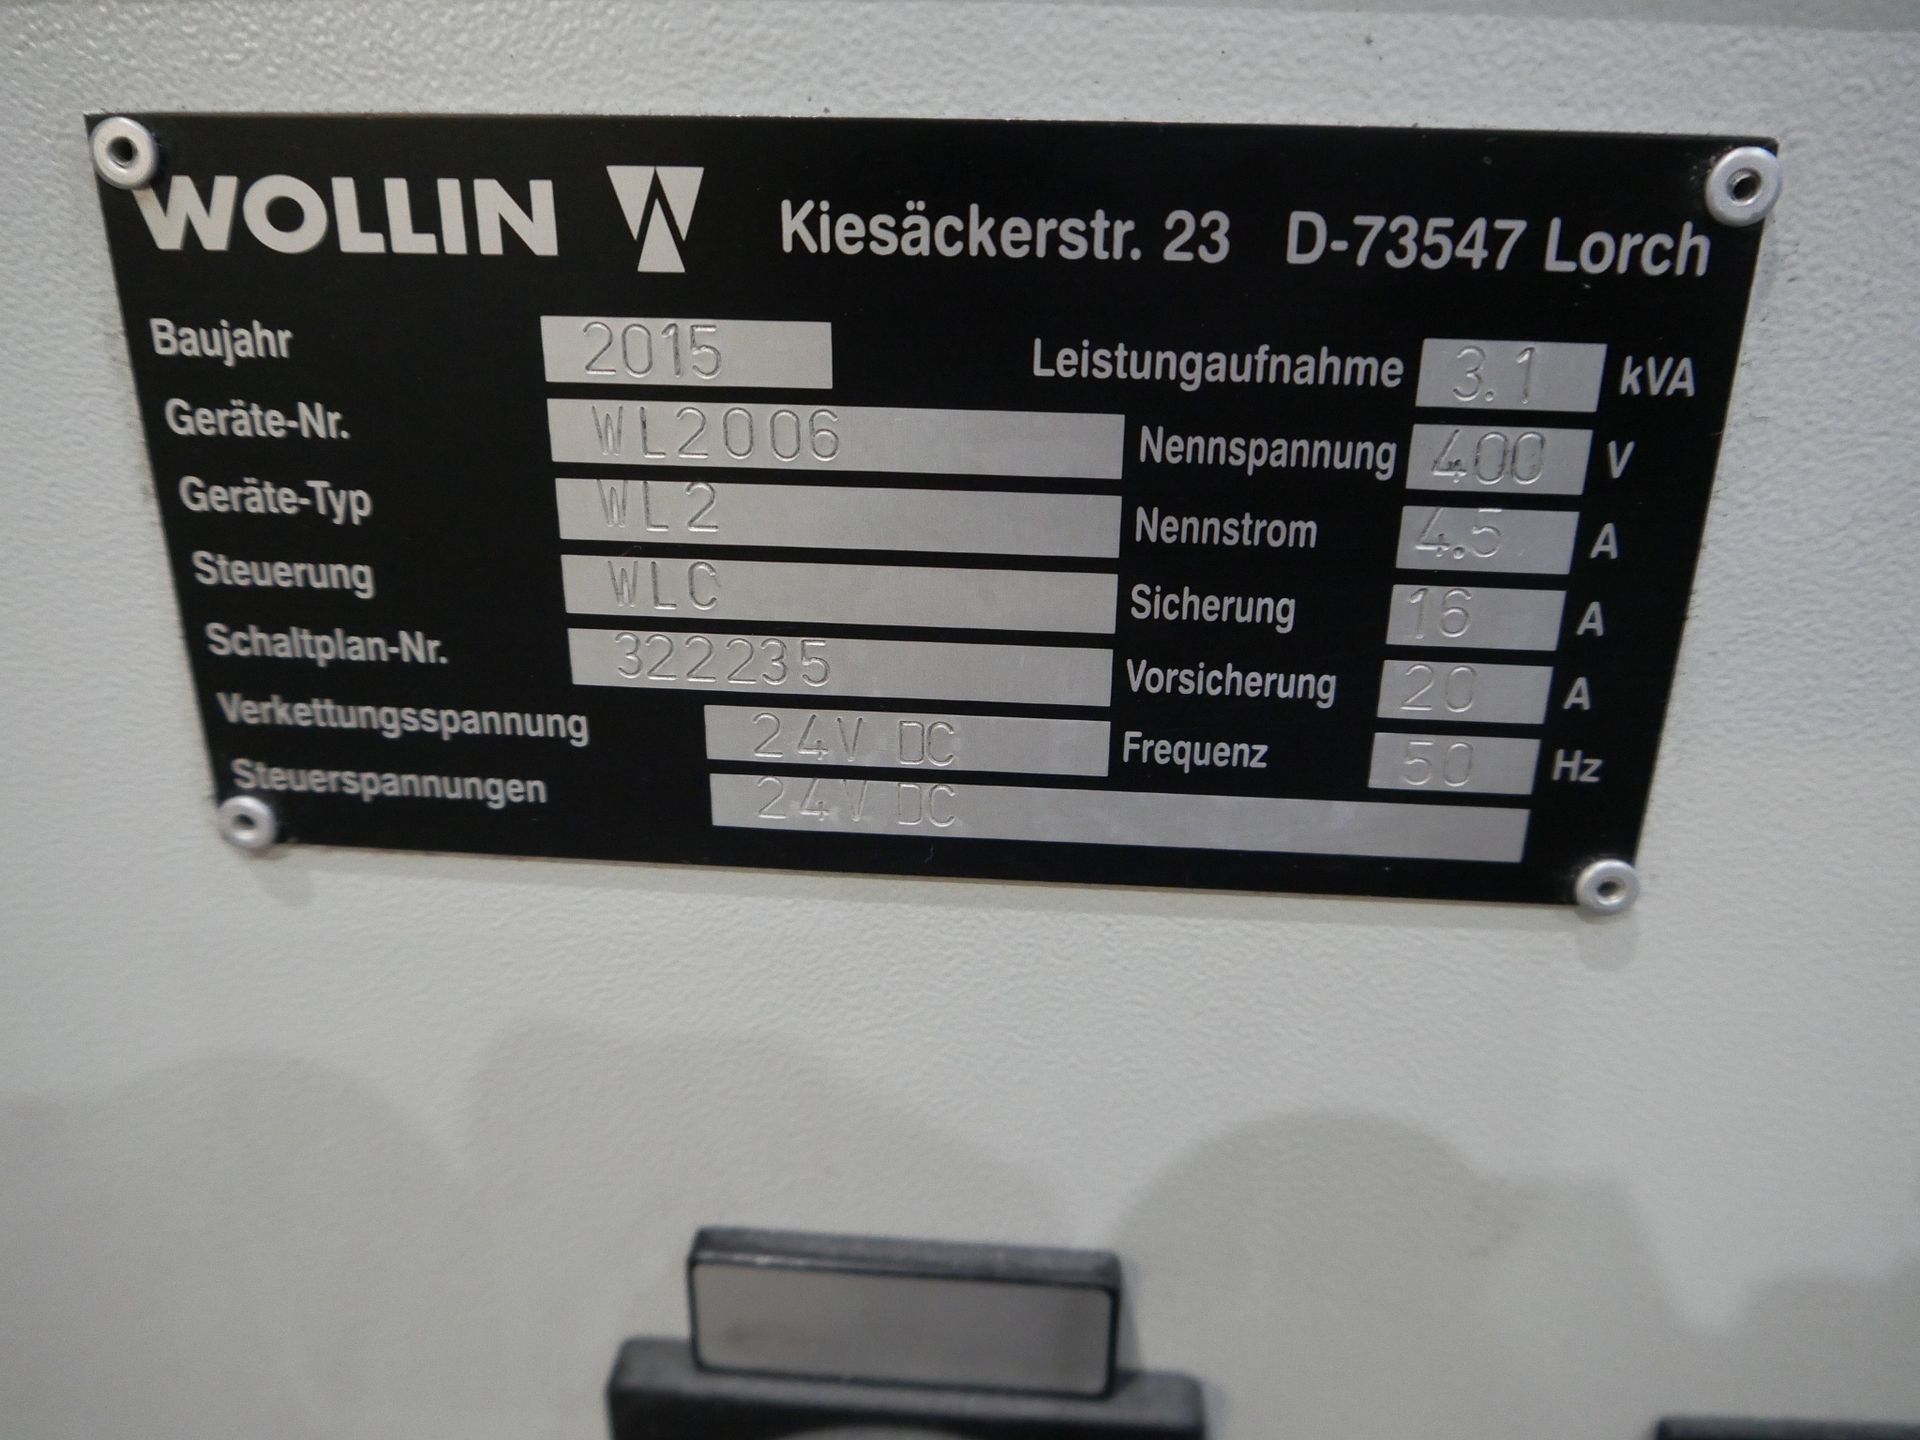 WOLLIN Kiesäckerstr. 23 D-73547 Lorch
Baujahr 2015 Leistungaufnahme 3.1 kVA
Geräte-Nr. WL2006 Nennspannung 400 V
Geräte-Typ WL2 Nennstrom 4.5 A
Steuerung WLC Sicherung 16 A
Schaltplan-Nr. 322235 Vorsicherung 20 A
Verkettungsspannung 24V DC Frequenz 50 Hz
Steuerspannungen 24V DC